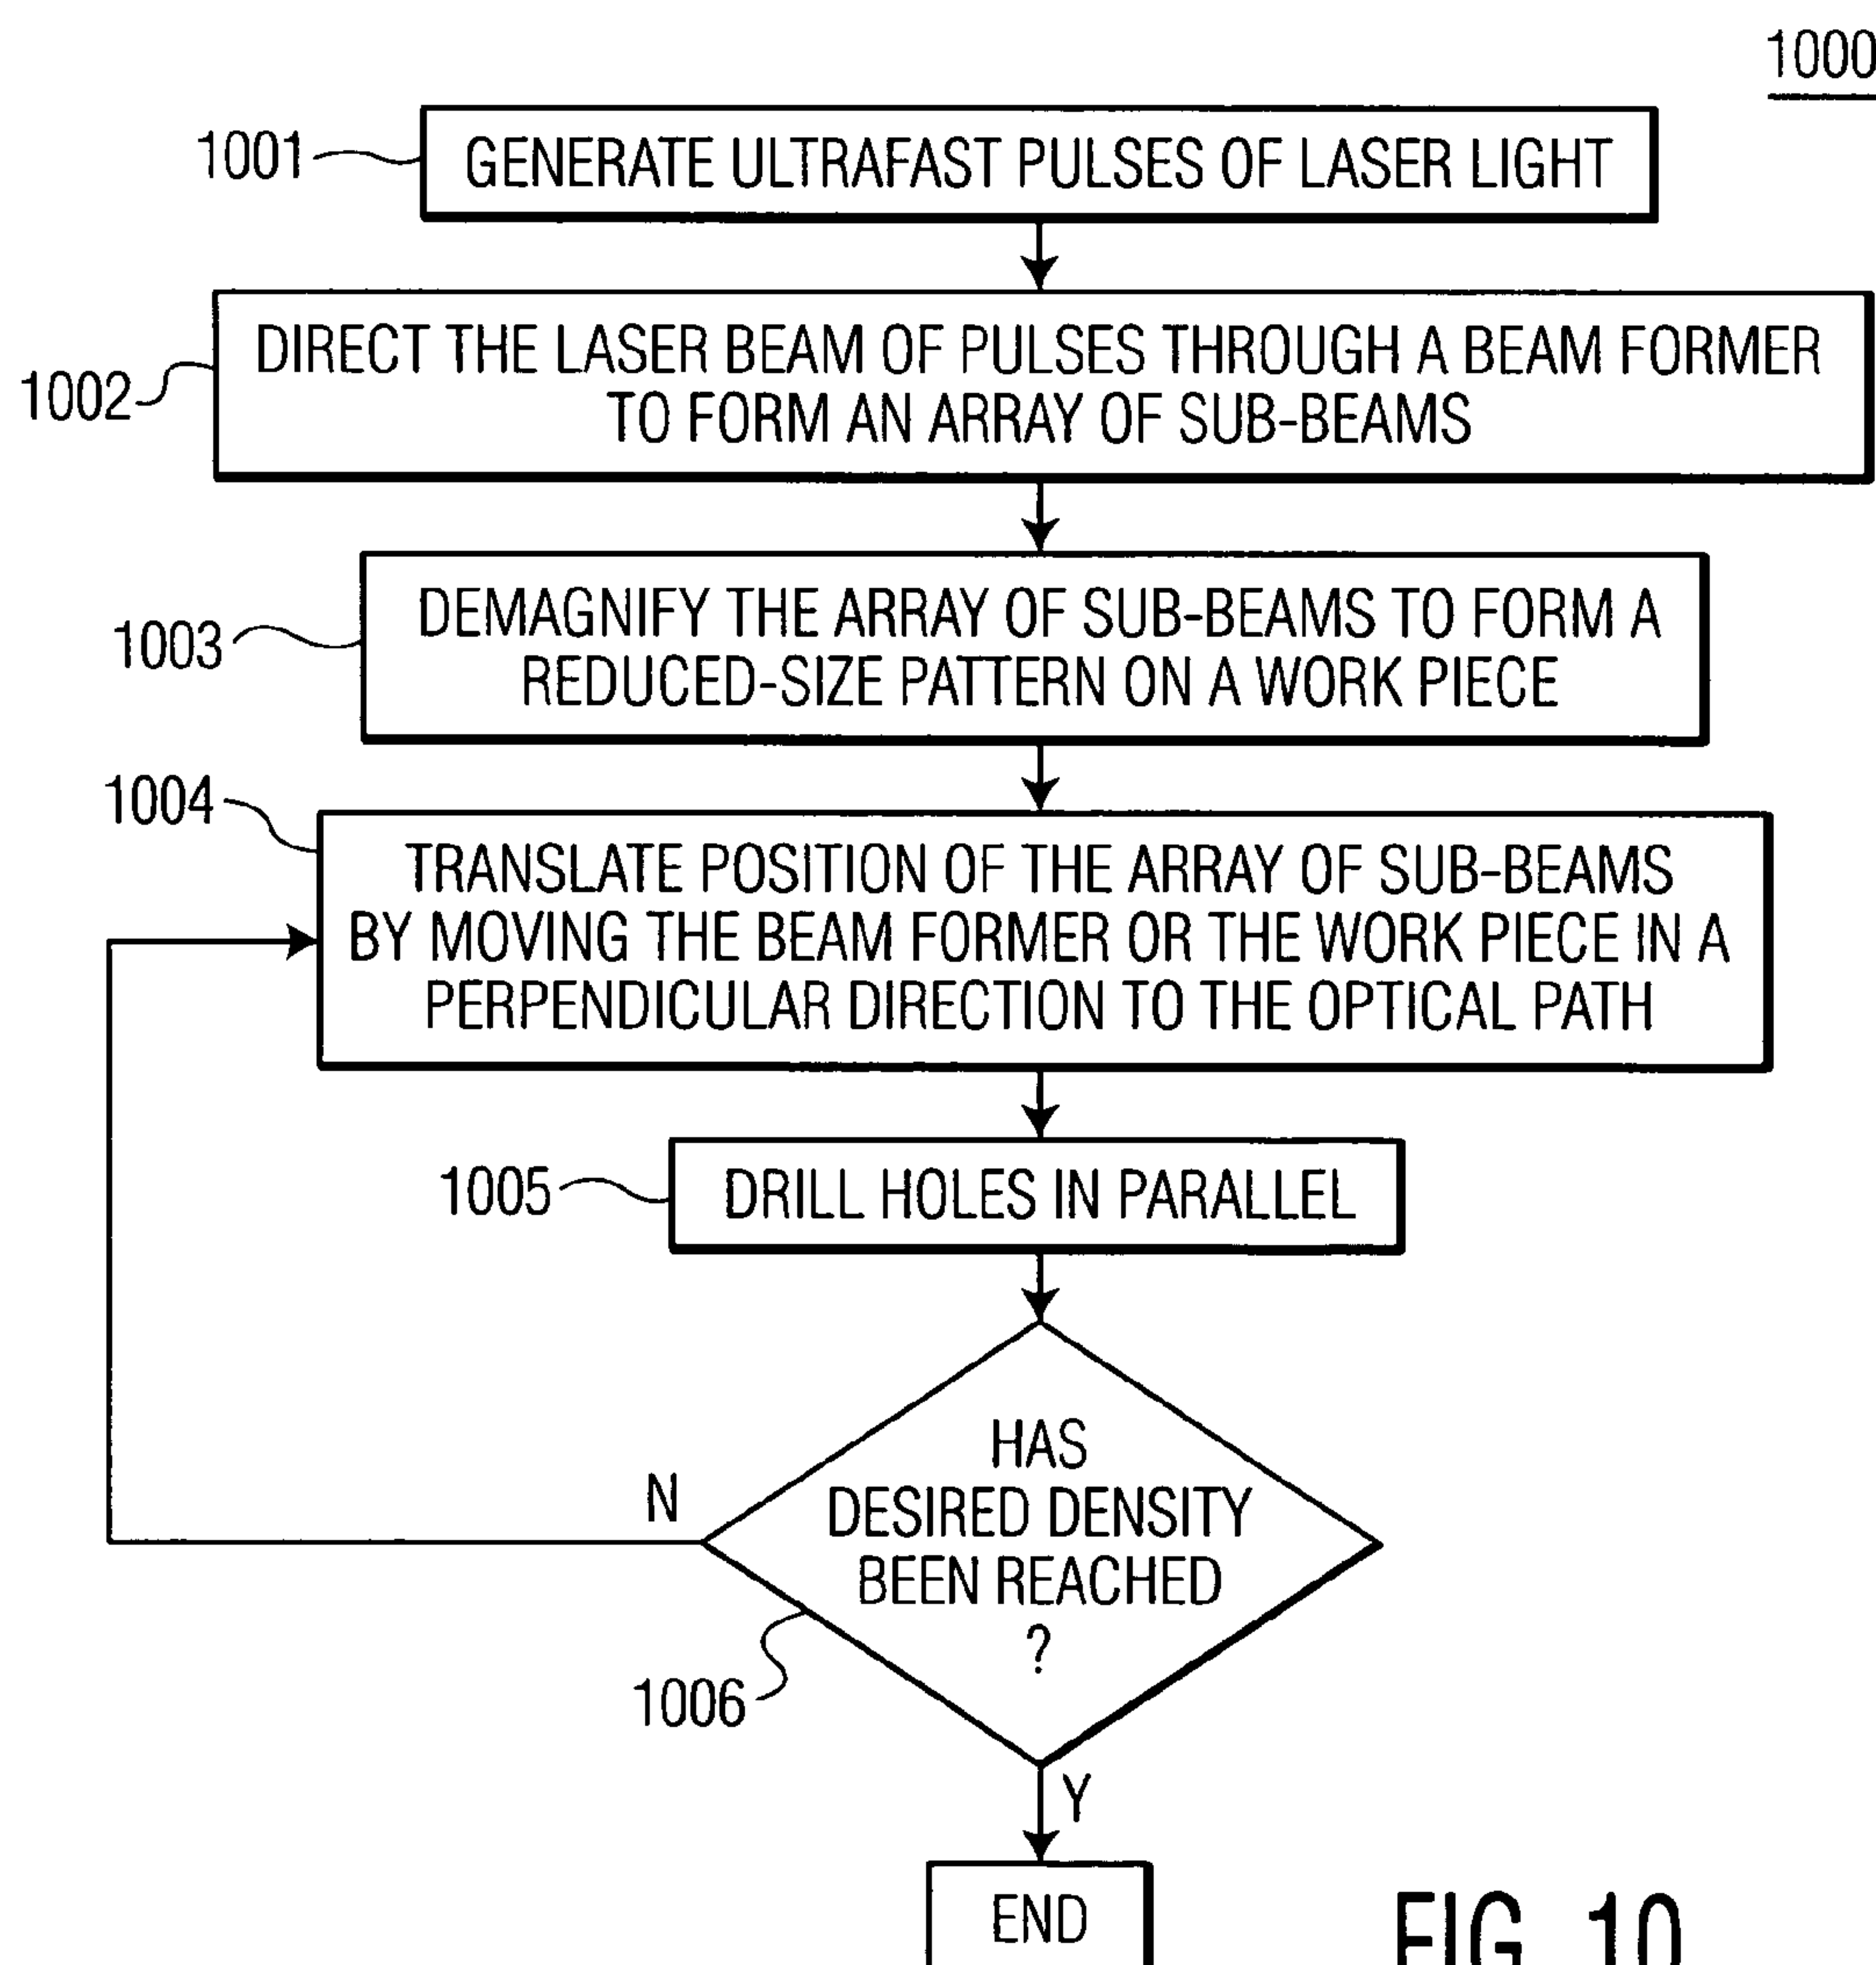 1000
1001
GENERATE ULTRAFAST PULSES OF LASER LIGHT
1002
DIRECT THE LASER BEAM OF PULSES THROUGH A BEAM FORMER
TO FORM AN ARRAY OF SUB-BEAMS
1003
DEMAGNIFY THE ARRAY OF SUB-BEAMS TO FORM A
REDUCED-SIZE PATTERN ON A WORK PIECE
1004
TRANSLATE POSITION OF THE ARRAY OF SUB-BEAMS
BY MOVING THE BEAM FORMER OR THE WORK PIECE IN A
PERPENDICULAR DIRECTION TO THE OPTICAL PATH
1005
DRILL HOLES IN PARALLEL
HAS
DESIRED DENSITY
BEEN REACHED
?
N
1006
Y
END
FIG. 10